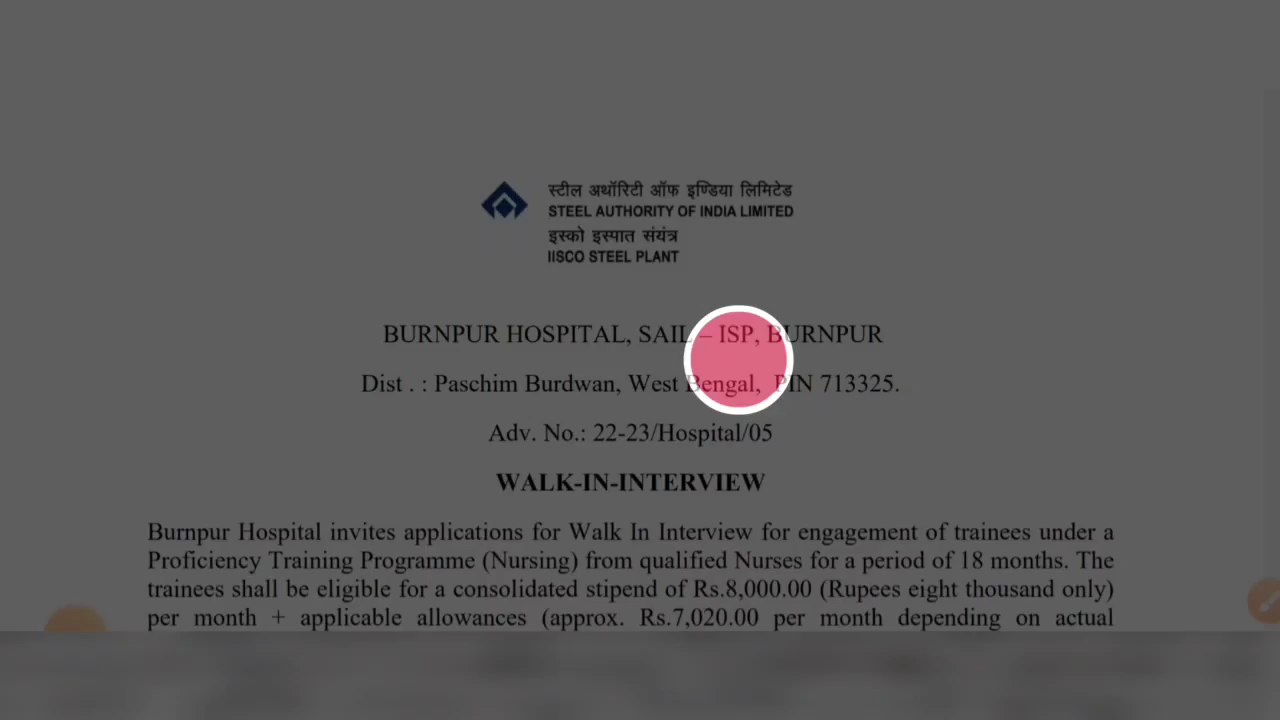 स्टील अथॉरिटी ऑफ इण्डिया लिमिटेड
STEEL AUTHORITY OF INDIA LIMITED
इस्को इस्पात संयंत्र
IISCO STEEL PLANT
BURNPUR HOSPITAL, SAIL – ISP, BURNPUR
Dist . : Paschim Burdwan, West Bengal, PIN 713325.
Adv. No.: 22-23/Hospital/05
WALK-IN-INTERVIEW
Burnpur Hospital invites applications for Walk In Interview for engagement of trainees under a
Proficiency Training Programme (Nursing) from qualified Nurses for a period of 18 months. The
trainees shall be eligible for a consolidated stipend of Rs.8,000.00 (Rupees eight thousand only)
per month + applicable allowances (approx. Rs.7,020.00 per month depending on actual